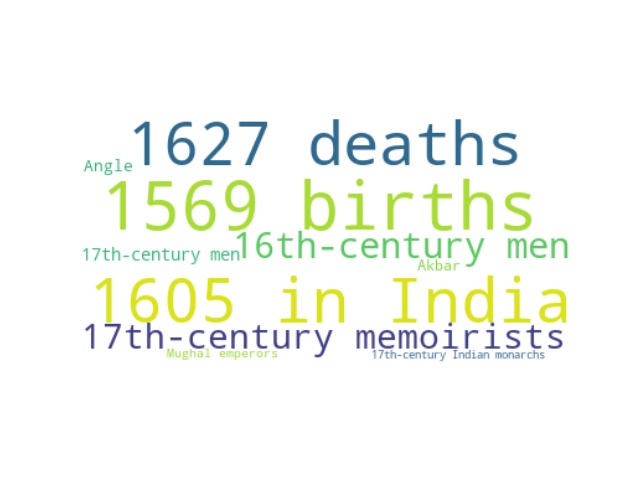 1627 deaths
Angle
1569 births
16th-century men
17th-century men
Akbar
1605 in India
17th-century memoirists
Mughal emperors
17th-century Indian monarchs